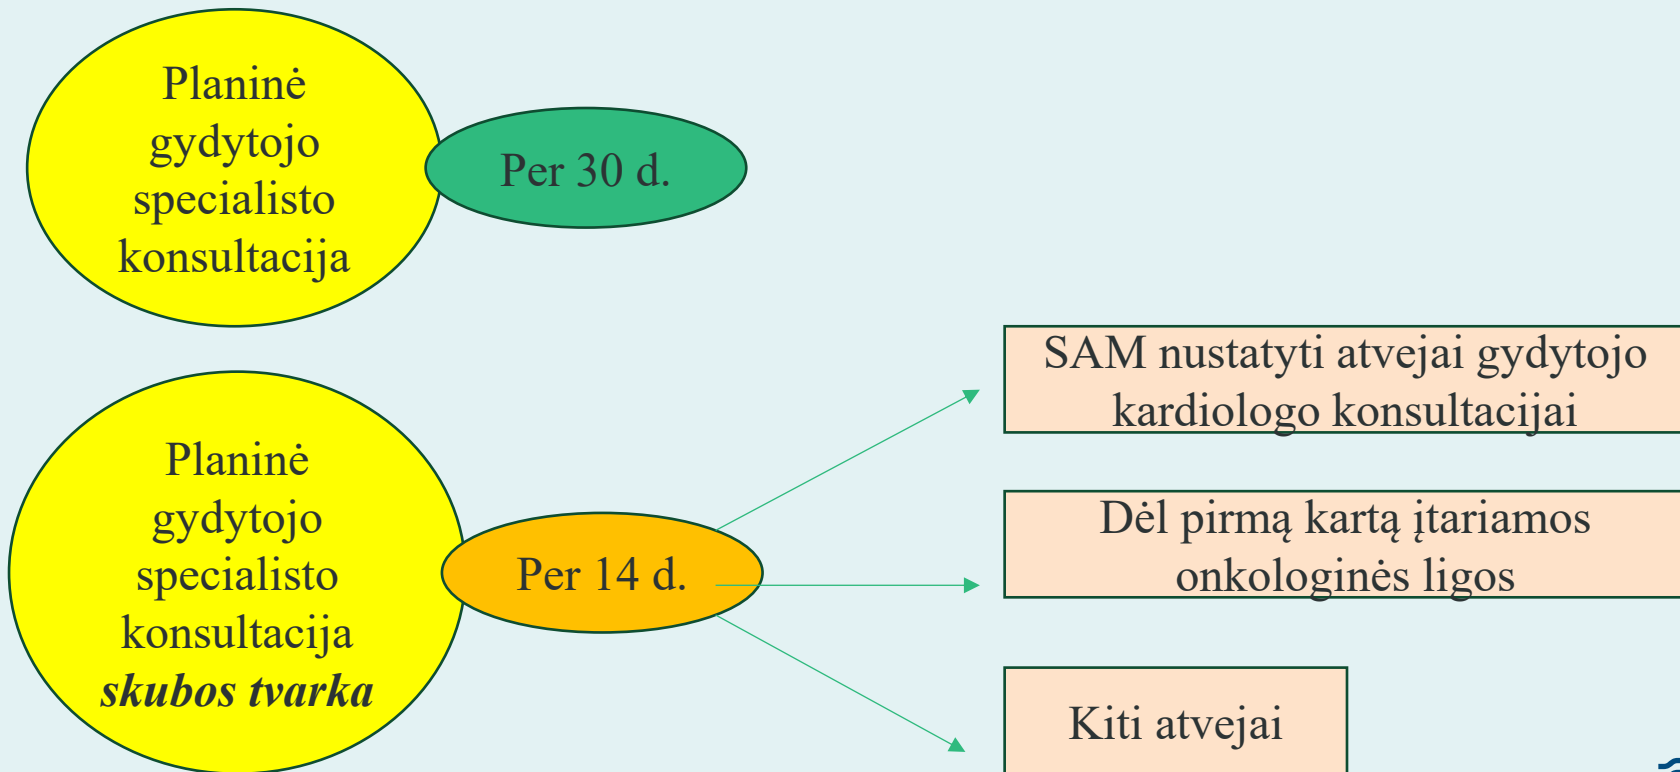 Planinė
gydytojo
specialisto
konsultacija
Per 30 d.
Planinė
gydytojo
specialisto
konsultacija
skubos tvarka
Per 14 d.
SAM nustatyti atvejai gydytojo
kardiologo konsultacijai
Dėl pirmą kartą įtariamos
onkologinės ligos
Kiti atvejai